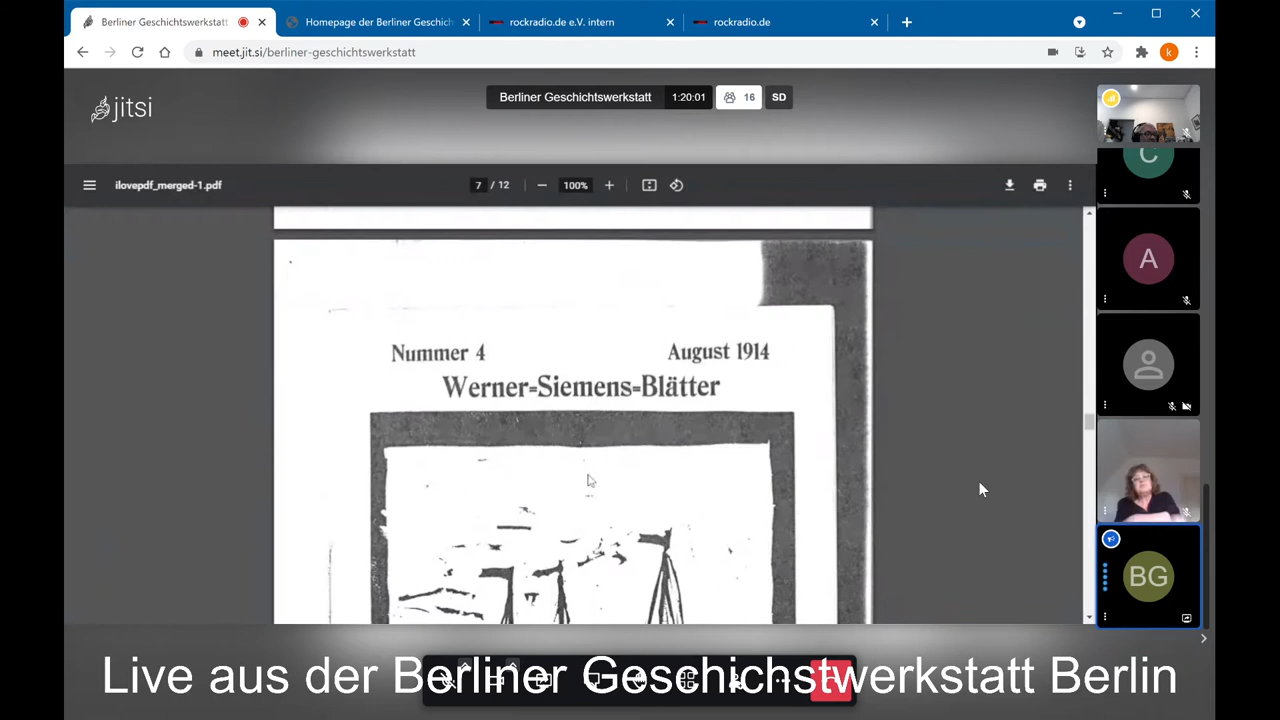 Berliner Geschichtswerkstatt
Homepage der Berliner Geschich
rockradio.de e.V. intern
rockradio.de
meet.jit.si/berliner-geschichtswerkstatt
k
jitsi
Berliner Geschichtswerkstatt 1:20:01 16 SD
ilovepdf_merged-1.pdf
7 / 12
100%
C
A
BG
Nummer 4 August 1914
Werner=Siemens=Blätter
Live aus der Berliner Geschichstwerkstatt Berlin